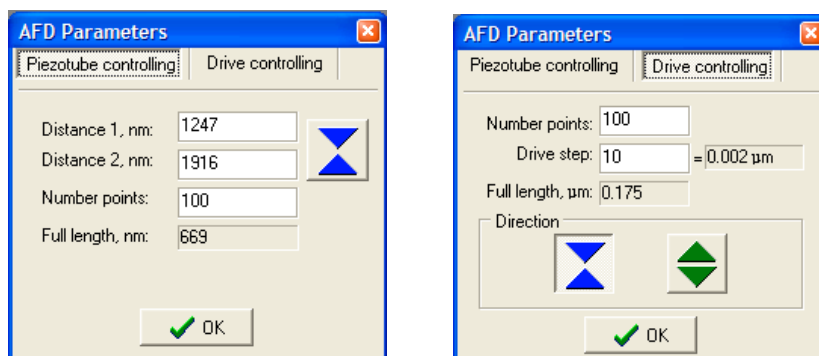 AFD Parameters
Piezotube controlling Drive controlling
Distance 1, nm: 1247
Distance 2, nm: 1916
Number points: 100
Full length, nm: 669
OK
AFD Parameters
Piezotube controlling Drive controlling
Number points: 100
Drive step: 10 = 0.002 µm
Full length, µm: 0.175
Direction
OK